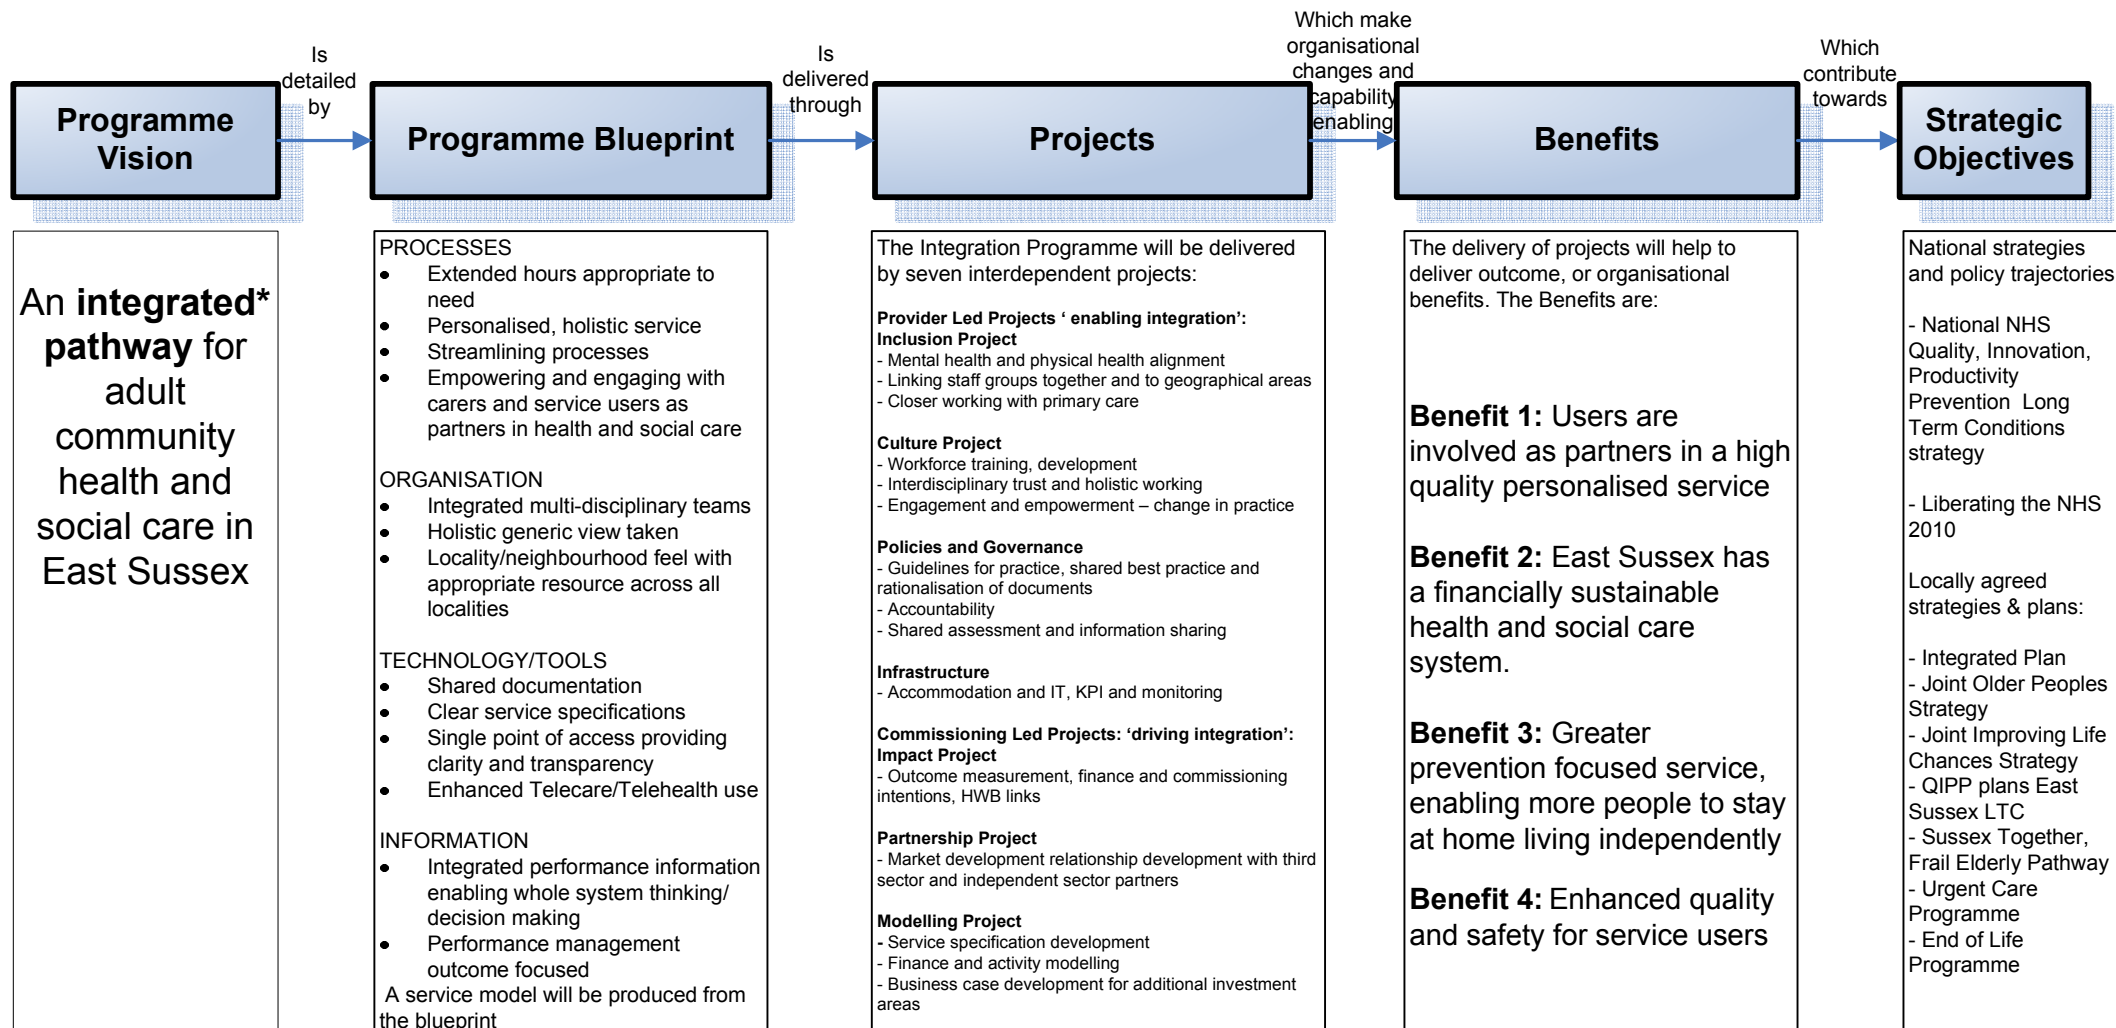 Is
detailed
by
Is
delivered
through
Which make
organisational
changes and
capability
enabling
Which
contribute
towards
Programme
Vision
Programme Blueprint
Projects
Benefits
Strategic
Objectives
An integrated*
pathway for
adult
community
health and
social care in
East Sussex
PROCESSES
• Extended hours appropriate to
need
• Personalised, holistic service
• Streamlining processes
• Empowering and engaging with
carers and service users as
partners in health and social care
ORGANISATION
• Integrated multi-disciplinary teams
• Holistic generic view taken
• Locality/neighbourhood feel with
appropriate resource across all
localities
TECHNOLOGY/TOOLS
• Shared documentation
• Clear service specifications
• Single point of access providing
clarity and transparency
• Enhanced Telecare/Telehealth use
INFORMATION
• Integrated performance information
enabling whole system thinking/
decision making
• Performance management
outcome focused
A service model will be produced from
the blueprint
The Integration Programme will be delivered
by seven interdependent projects:
Provider Led Projects ‘ enabling integration’:
Inclusion Project
- Mental health and physical health alignment
- Linking staff groups together and to geographical areas
- Closer working with primary care
Culture Project
- Workforce training, development
- Interdisciplinary trust and holistic working
- Engagement and empowerment – change in practice
Policies and Governance
- Guidelines for practice, shared best practice and
rationalisation of documents
- Accountability
- Shared assessment and information sharing
Infrastructure
- Accommodation and IT, KPI and monitoring
Commissioning Led Projects: ‘driving integration’:
Impact Project
- Outcome measurement, finance and commissioning
intentions, HWB links
Partnership Project
- Market development relationship development with third
sector and independent sector partners
Modelling Project
- Service specification development
- Finance and activity modelling
- Business case development for additional investment
areas
The delivery of projects will help to
deliver outcome, or organisational
benefits. The Benefits are:
Benefit 1: Users are
involved as partners in a high
quality personalised service
Benefit 2: East Sussex has
a financially sustainable
health and social care
system.
Benefit 3: Greater
prevention focused service,
enabling more people to stay
at home living independently
Benefit 4: Enhanced quality
and safety for service users
National strategies
and policy trajectories
- National NHS
Quality, Innovation,
Productivity
Prevention Long
Term Conditions
strategy
- Liberating the NHS
2010
Locally agreed
strategies & plans:
- Integrated Plan
- Joint Older Peoples
Strategy
- Joint Improving Life
Chances Strategy
- QIPP plans East
Sussex LTC
- Sussex Together,
Frail Elderly Pathway
- Urgent Care
Programme
- End of Life
Programme